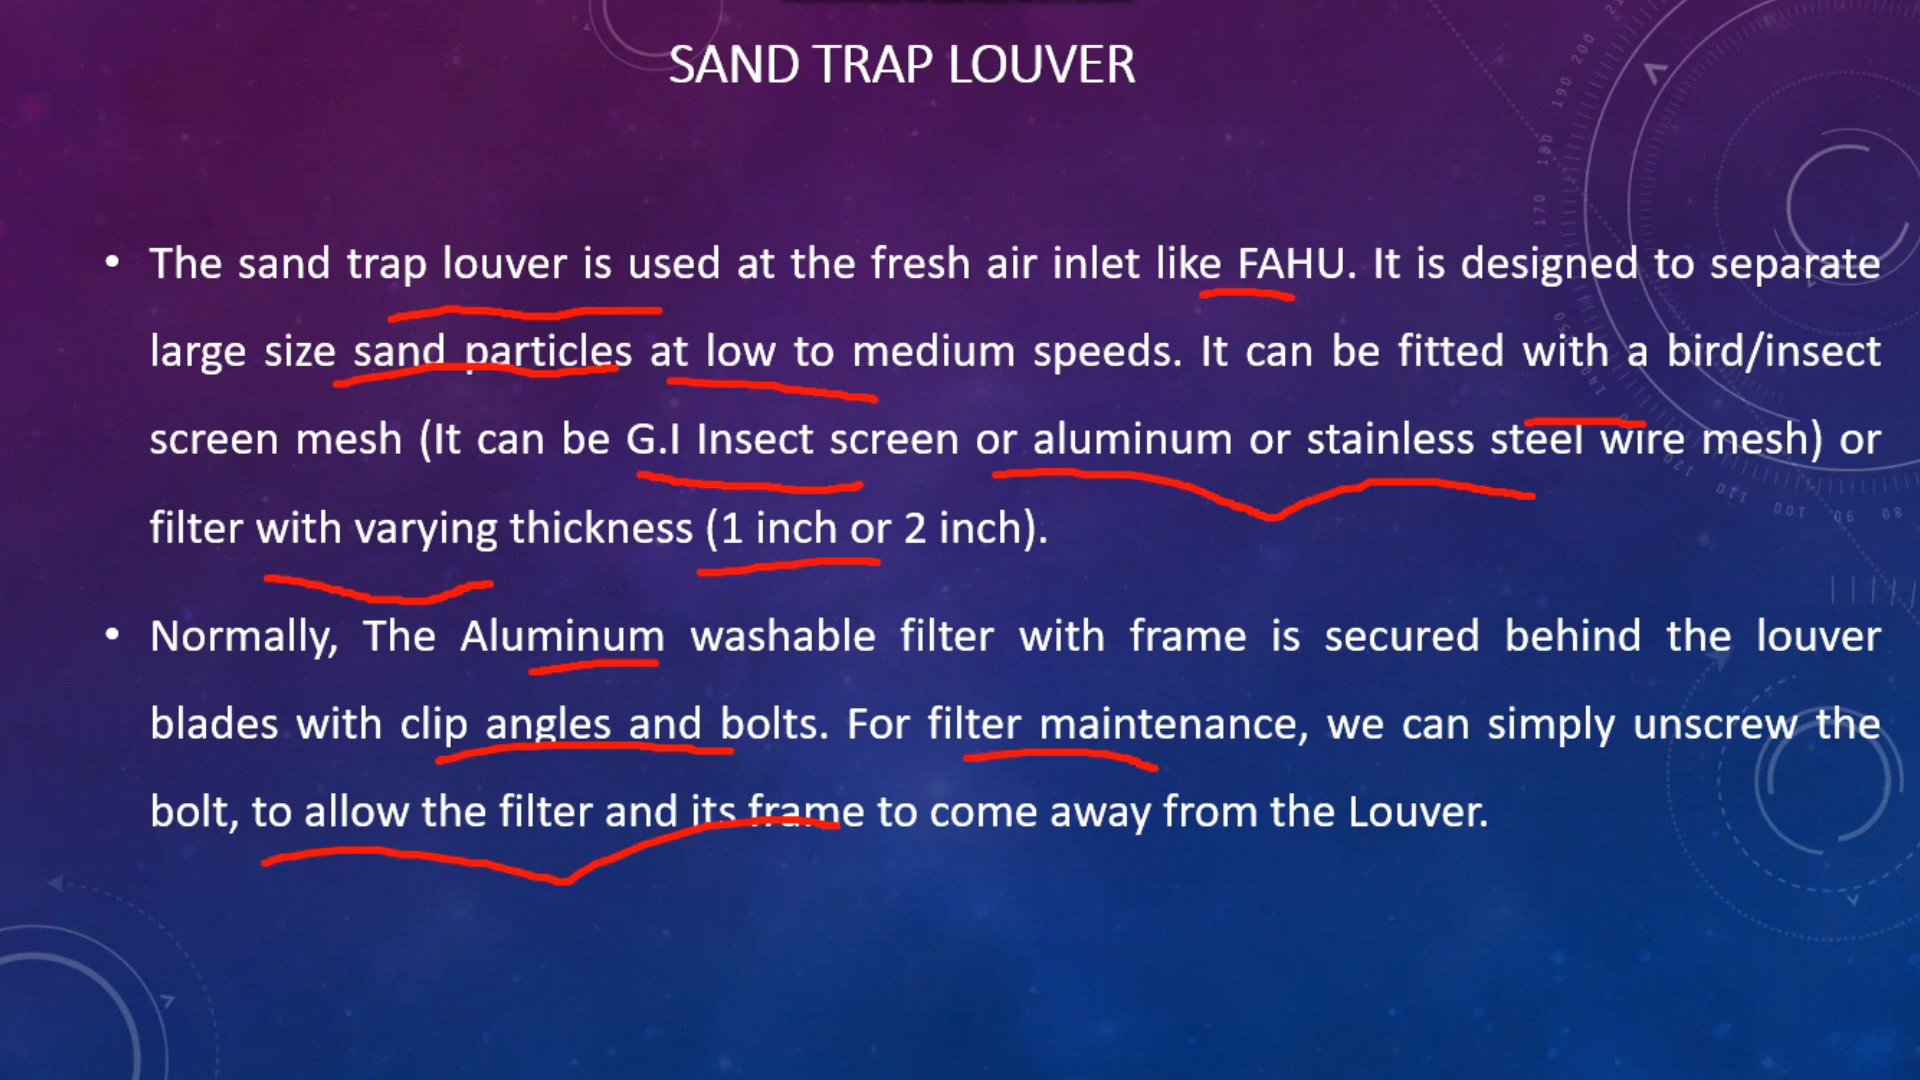 SAND TRAP LOUVER
• The sand trap louver is used at the fresh air inlet like FAHU. It is designed to separate
large size sand particles at low to medium speeds. It can be fitted with a bird/insect
screen mesh (It can be G.I Insect screen or aluminum or stainless steel wire mesh) or
filter with varying thickness (1 inch or 2 inch).
• Normally, The Aluminum washable filter with frame is secured behind the louver
blades with clip angles and bolts. For filter maintenance, we can simply unscrew the
bolt, to allow the filter and its frame to come away from the Louver.